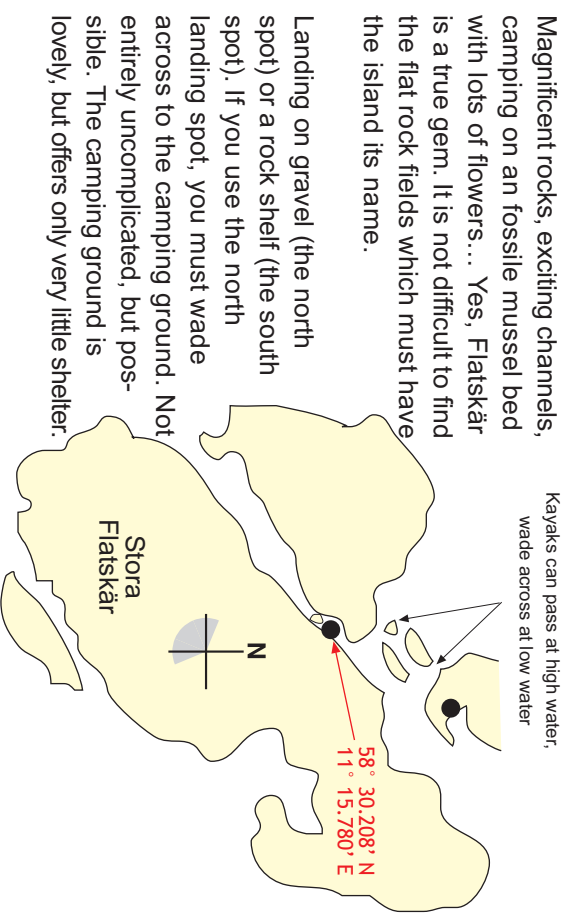 Magnificent rocks, exciting channels,
camping on an fossile mussel bed
with lots of flowers... Yes, Flatskär
is a true gem. It is not difficult to find
the flat rock fields which must have
the island its name.
Landing on gravel (the north
spot) or a rock shelf (the south
spot). If you use the north
landing spot, you must wade
across to the camping ground. Not
entirely uncomplicated, but pos-
sible. The camping ground is
lovely, but offers only very little shelter.
Kayaks can pass at high water,
wade across at low water
58° 30.208' N
11° 15.780' E
N
Stora
Flatskär